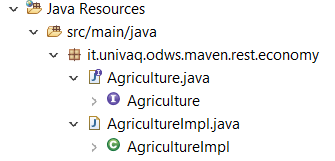 Java Resources
src/main/java
it.univaq.odws.maven.rest.economy
Agriculture.java
Agriculture
AgricultureImpl.java
AgricultureImpl